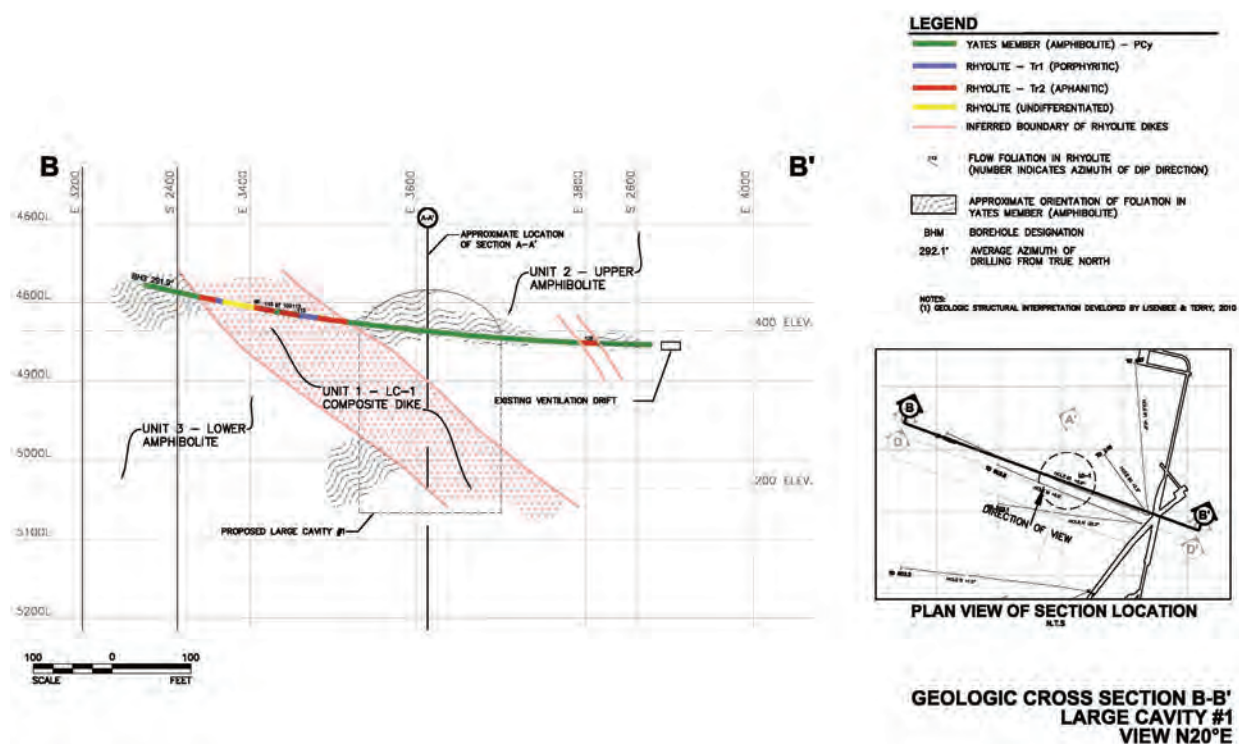 B
B'
E 3200
S 2400
E 3400
E 3600
E 3800
S 2600
E 4000
4500L
A-A'
APPROXIMATE LOCATION
OF SECTION A-A'
UNIT 2 - UPPER
AMPHIBOLITE
4600L
400 ELEV.
4900L
UNIT 1 - LC-1
COMPOSITE DIKE
EXISTING VENTILATION DRIFT
UNIT 3 - LOWER
AMPHIBOLITE
5000L
200 ELEV.
PROPOSED LARGE CAVITY #1
5100L
5200L
100 0 100
SCALE FEET
LEGEND
YATES MEMBER (AMPHIBOLITE) - PCy
RHYOLITE - Tr1 (PORPHYRITIC)
RHYOLITE - Tr2 (APHANITIC)
RHYOLITE (UNDIFFERENTIATED)
INFERRED BOUNDARY OF RHYOLITE DIKES
FLOW FOLIATION IN RHYOLITE
(NUMBER INDICATES AZIMUTH OF DIP DIRECTION)
APPROXIMATE ORIENTATION OF FOLIATION IN
YATES MEMBER (AMPHIBOLITE)
BHM BOREHOLE DESIGNATION
292.1° AVERAGE AZIMUTH OF
DRILLING FROM TRUE NORTH
NOTES:
(1) GEOLOGIC STRUCTURAL INTERPRETATION DEVELOPED BY LISENBEE & TERRY, 2010
B
D
A'
DIRECTION OF VIEW
B'
D'
PLAN VIEW OF SECTION LOCATION
N.T.S
GEOLOGIC CROSS SECTION B-B'
LARGE CAVITY #1
VIEW N20°E